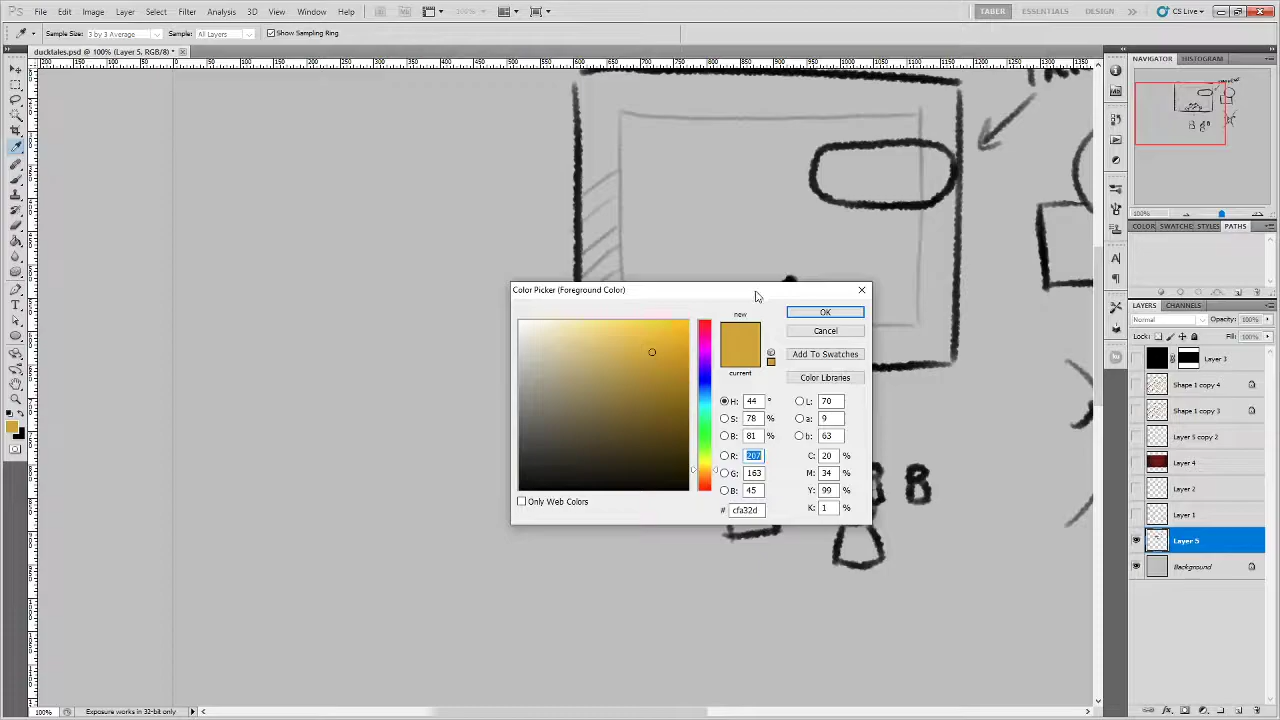 Ps File Edit Image Layer Select Filter Analysis 3D View Window Help 100% TABER ESSENTIALS DESIGN CS Live
Sample Size: 3 by 3 Average Sample: All Layers Show Sampling Ring
ducktales.psd @ 100% (Layer 5, RGB/8) *
NAVIGATOR HISTOGRAM
100%
COLOR SWATCHES STYLES PATHS
LAYERS CHANNELS
Normal Opacity: 100%
Lock: Fill: 100%
Layer 3
Shape 1 copy 4
Shape 1 copy 3
Layer 5 copy 2
Layer 4
Layer 2
Layer 1
Layer 5
Background
Color Picker (Foreground Color)
new
current
OK
Cancel
Add To Swatches
Color Libraries
H: 44 ° L: 70
S: 78 % a: 9
B: 81 % b: 63
R: 207 C: 20 %
G: 163 M: 34 %
B: 45 Y: 99 %
# cfa32d K: 1 %
Only Web Colors
B
100% Exposure works in 32-bit only